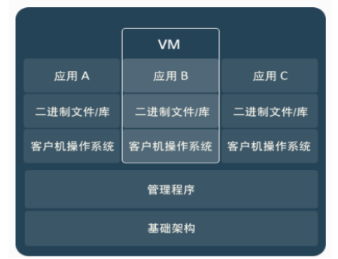 VM
应用 A 应用 B 应用 C
二进制文件/库 二进制文件/库 二进制文件/库
客户机操作系统 客户机操作系统 客户机操作系统
管理程序
基础架构